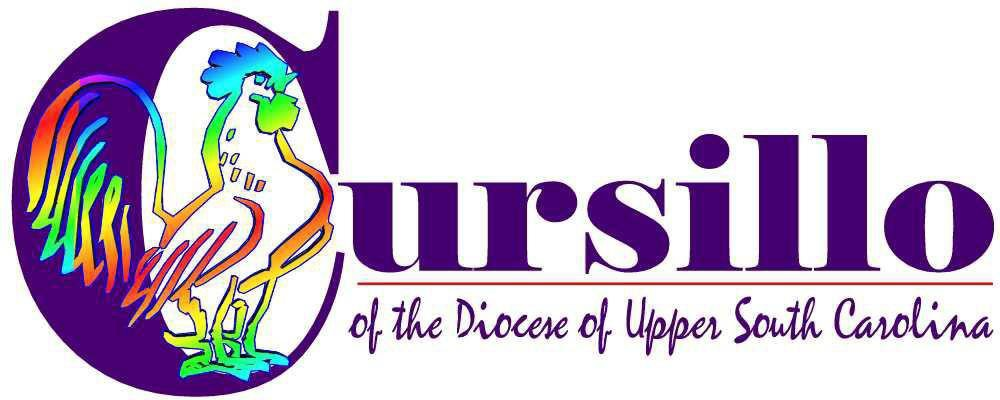 Cursillo
of the Diocese of Upper South Carolina